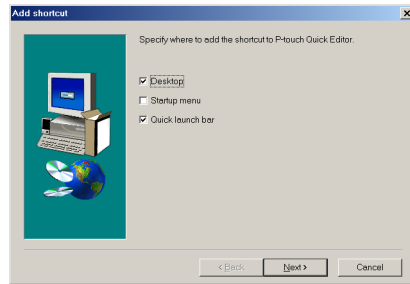 Add shortcut
Specify where to add the shortcut to P-touch Quick Editor.
Desktop
Startup menu
Quick launch bar
< Back
Next >
Cancel